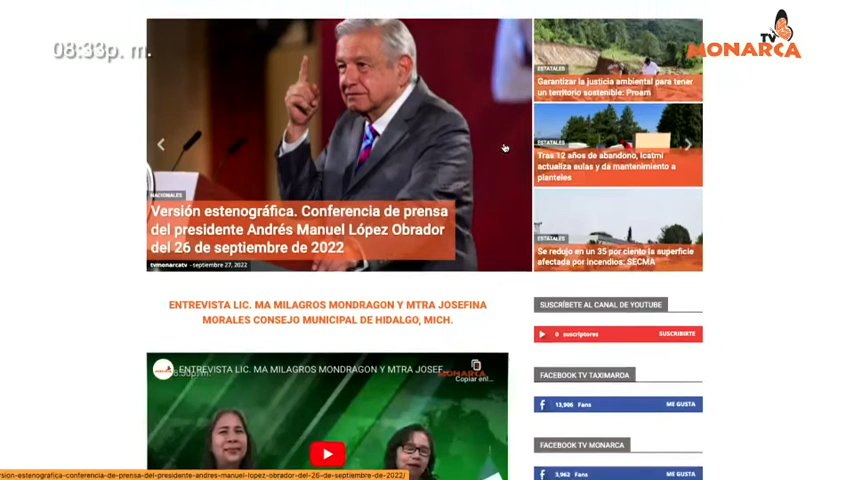 08:33p. m.
TV
MONARCA
NACIONALES
Versión estenográfica. Conferencia de prensa
del presidente Andrés Manuel López Obrador
del 26 de septiembre de 2022
tvmonarcatv - septiembre 27, 2022
ESTATALES
Garantizar la justicia ambiental para tener
un territorio sostenible: Proam
ESTATALES
Tras 12 años de abandono, Icatmi
actualiza aulas y da mantenimiento a
planteles
ESTATALES
Se redujo en un 35 por ciento la superficie
afectada por incendios: SECMA
ENTREVISTA LIC. MA MILAGROS MONDRAGON Y MTRA JOSEFINA
MORALES CONSEJO MUNICIPAL DE HIDALGO, MICH.
ENTREVISTA LIC. MA MILAGROS MONDRAGON Y MTRA JOSEF...
MONARCA
Copiar enl...
SUSCRÍBETE AL CANAL DE YOUTUBE
0 suscriptores
SUSCRIBIRTE
FACEBOOK TV TAXIMAROA
13,906 Fans
ME GUSTA
FACEBOOK TV MONARCA
3,962 Fans
ME GUSTA
rsion-estenografica-conferencia-de-prensa-del-presidente-andres-manuel-lopez-obrador-del-26-de-septiembre-de-2022/